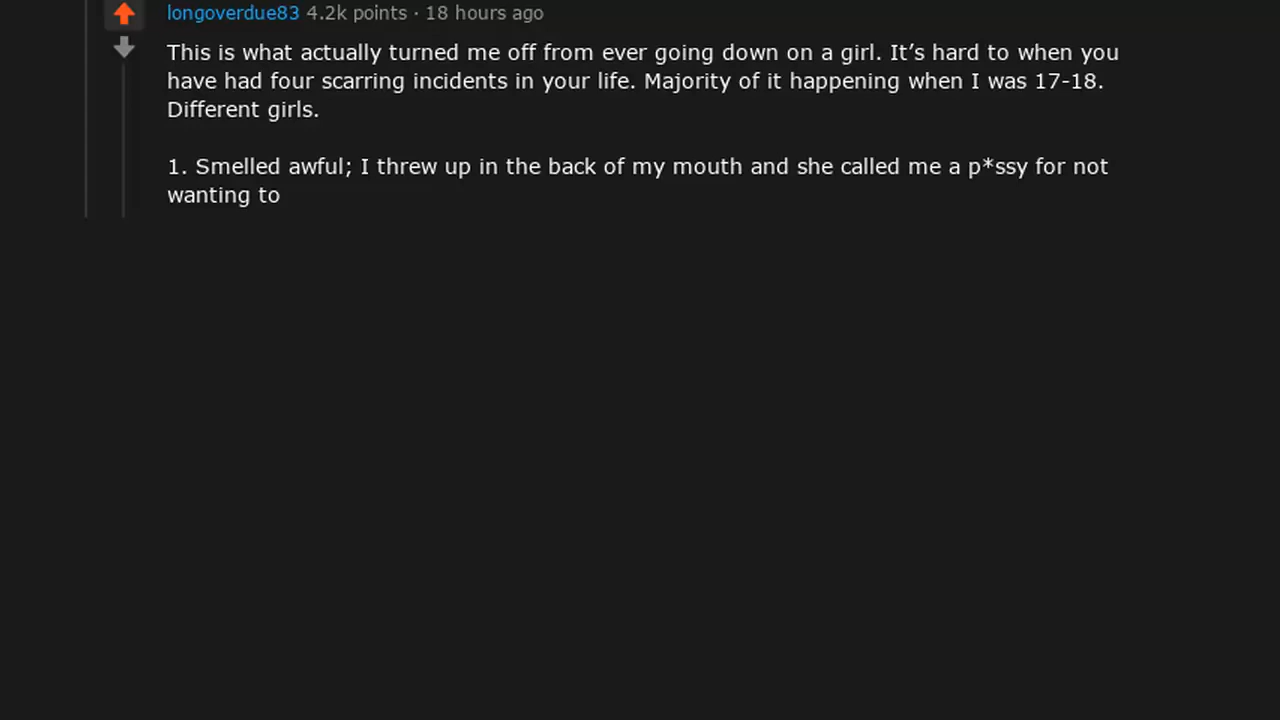 longoverdue83 4.2k points · 18 hours ago
This is what actually turned me off from ever going down on a girl. It’s hard to when you
have had four scarring incidents in your life. Majority of it happening when I was 17-18.
Different girls.
1. Smelled awful; I threw up in the back of my mouth and she called me a p*ssy for not
wanting to